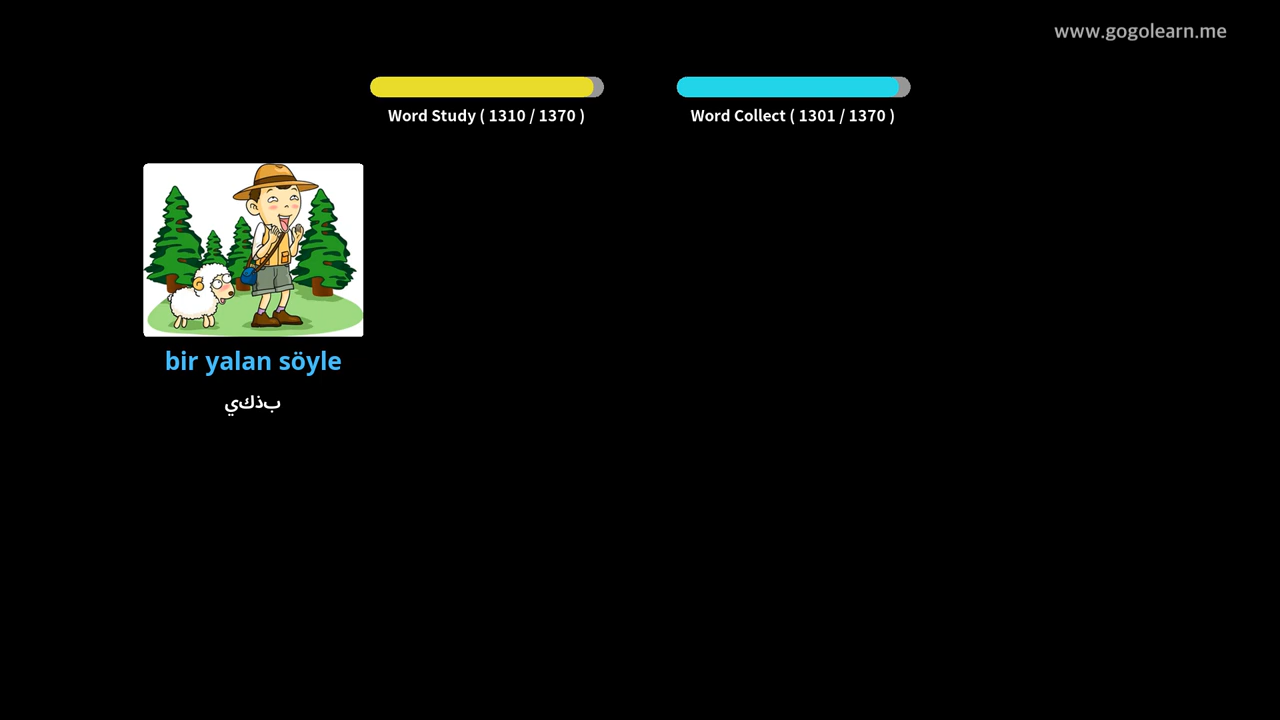 www.gogolearn.me
Word Study ( 1310 / 1370 )
Word Collect ( 1301 / 1370 )
bir yalan söyle
بذكي